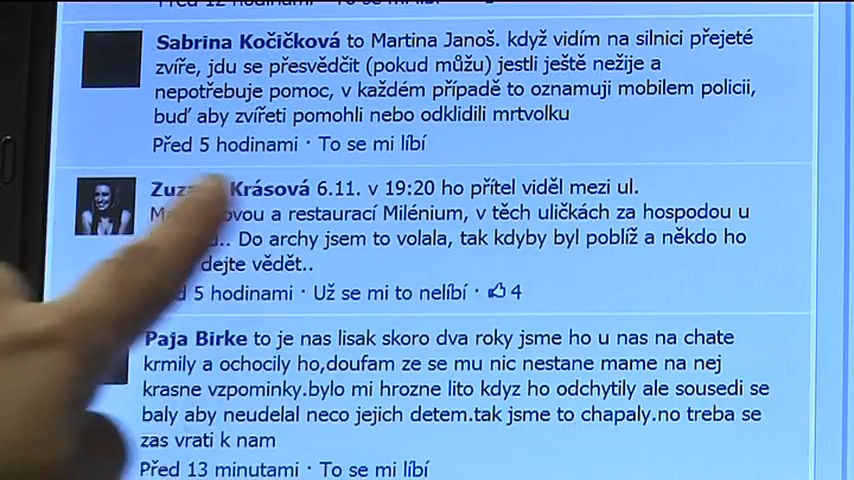 Před 12 hodinami · To se mi líbí
Sabrina Kočičková to Martina Janoš. když vidím na silnici přejeté
zvíře, jdu se přesvědčit (pokud můžu) jestli ještě nežije a
nepotřebuje pomoc, v každém případě to oznamuji mobilem policii,
buď aby zvířeti pomohli nebo odklidili mrtvolku
Před 5 hodinami · To se mi líbí
Krásová 6.11. v 19:20 ho přítel viděl mezi ul.
a restaurací Milénium, v těch uličkách za hospodou u
Do archy jsem to volala, tak kdyby byl poblíž a někdo ho
dejte vědět..
5 hodinami · Už se mi to nelíbí · 4
Paja Birke to je nas lisak skoro dva roky jsme ho u nas na chate
krmily a ochocily ho,doufam ze se mu nic nestane mame na nej
krasne vzpominky.bylo mi hrozne lito kdyz ho odchytily ale sousedi se
baly aby neudelal neco jejich detem.tak jsme to chapaly.no treba se
zas vrati k nam
Před 13 minutami · To se mi líbí